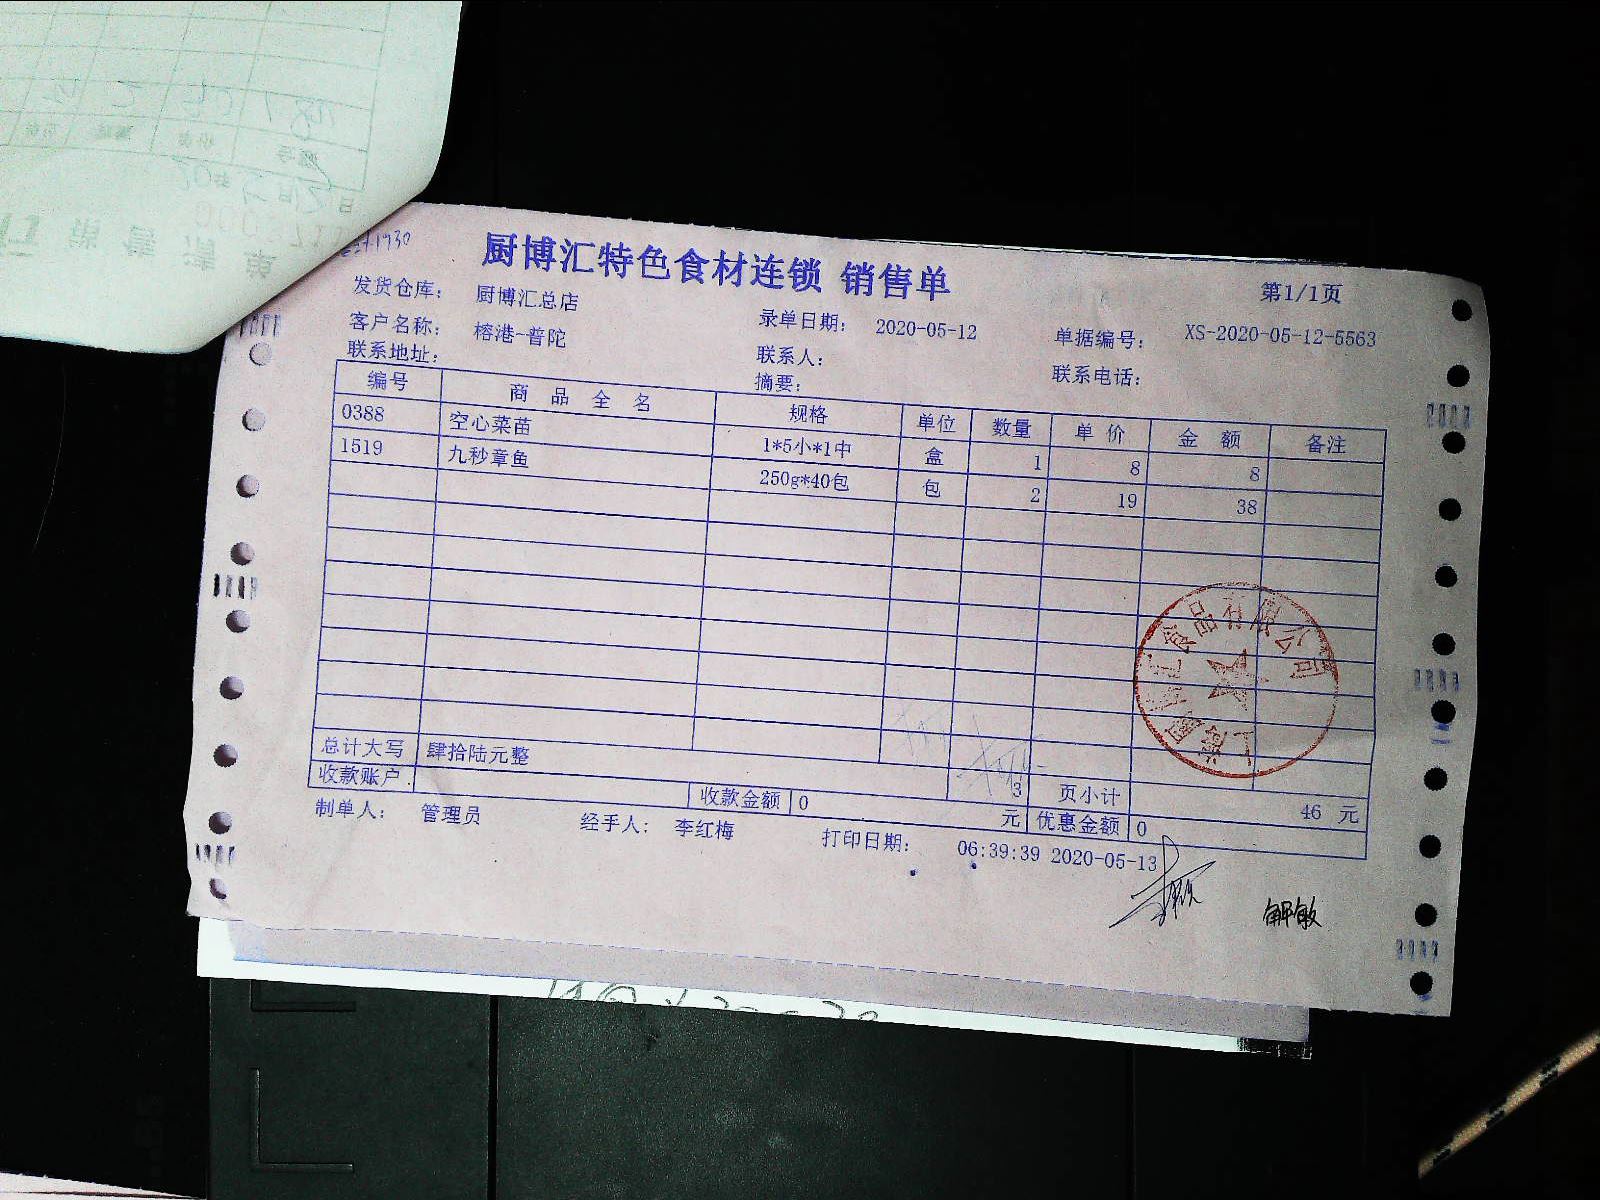 厨博汇特色食材连锁 销售单
第1/1页
发货仓库： 厨博汇总店
录单日期： 2020-05-12
单据编号： XS-2020-05-12-5563
客户名称： 榕港-普陀
联系人：
联系电话：
联系地址：
摘要：
编号 商品全名 规格 单位 数量 单价 金额 备注
0388 空心菜苗 1*5小*1中 盒 1 8 8
1519 九秒章鱼 250g*40包 包 2 19 38
总计大写 肆拾陆元整 3 页小计 46 元
收款账户 收款金额 0 元 优惠金额 0
制单人： 管理员 经手人： 李红梅 打印日期： 06:39:39 2020-05-13
食品有限公司
解敏